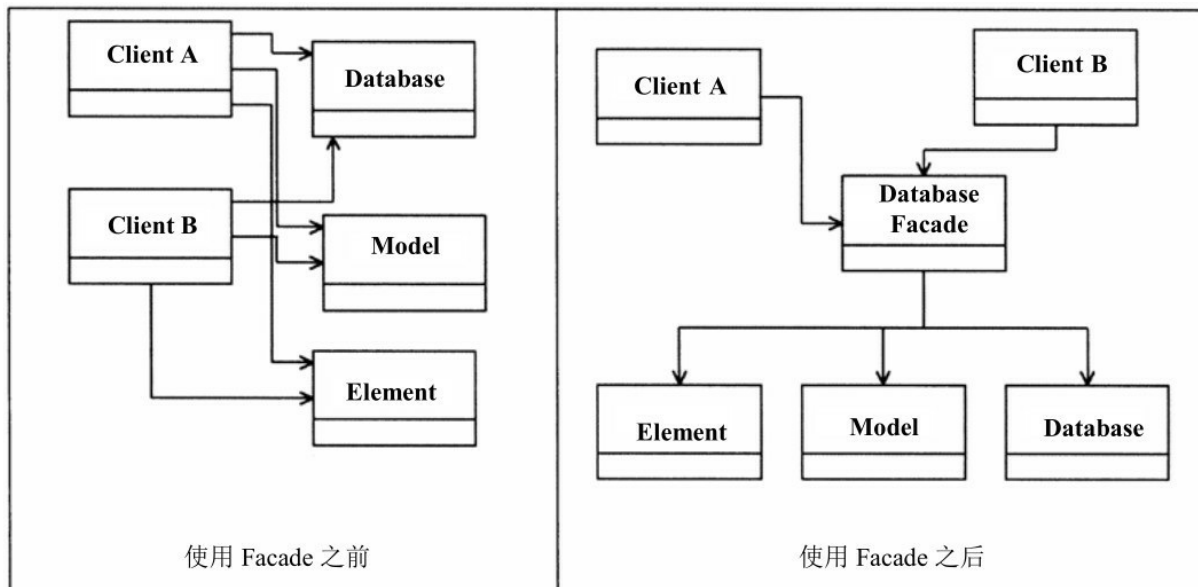 Client A
Database
Client B
Model
Element
使用 Facade 之前
Client B
Client A
Database
Facade
Element
Model
Database
使用 Facade 之后